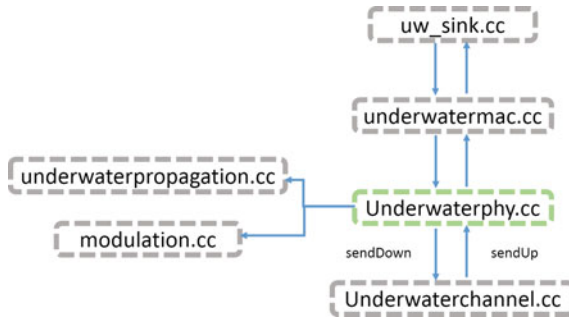 uw_sink.cc
underwatermac.cc
underwaterpropagation.cc
Underwaterphy.cc
modulation.cc
sendDown
sendUp
Underwaterchannel.cc